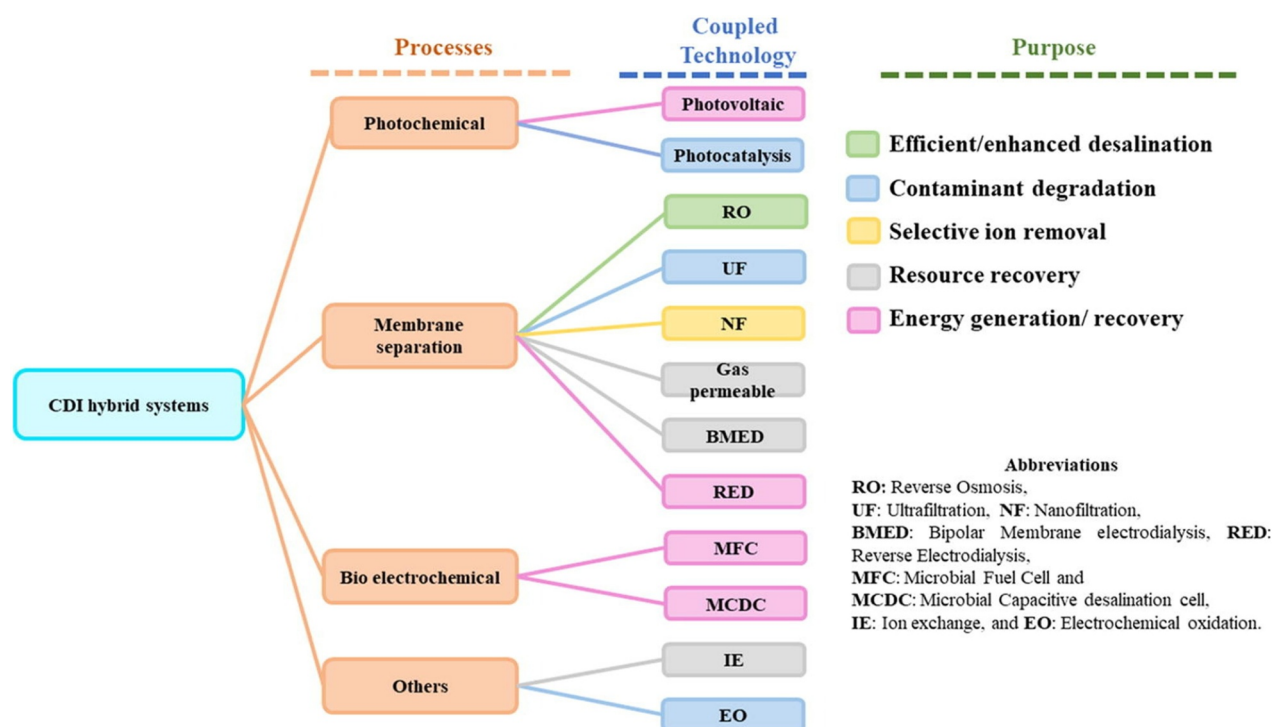 Processes
Coupled
Technology
Purpose
CDI hybrid systems
Photochemical
Membrane
separation
Bio electrochemical
Others
Photovoltaic
Photocatalysis
RO
UF
NF
Gas
permeable
BMED
RED
MFC
MCDC
IE
EO
Efficient/enhanced desalination
Contaminant degradation
Selective ion removal
Resource recovery
Energy generation/ recovery
Abbreviations
RO: Reverse Osmosis,
UF: Ultrafiltration, NF: Nanofiltration,
BMED: Bipolar Membrane electrodialysis, RED:
Reverse Electrodialysis,
MFC: Microbial Fuel Cell and
MCDC: Microbial Capacitive desalination cell,
IE: Ion exchange, and EO: Electrochemical oxidation.